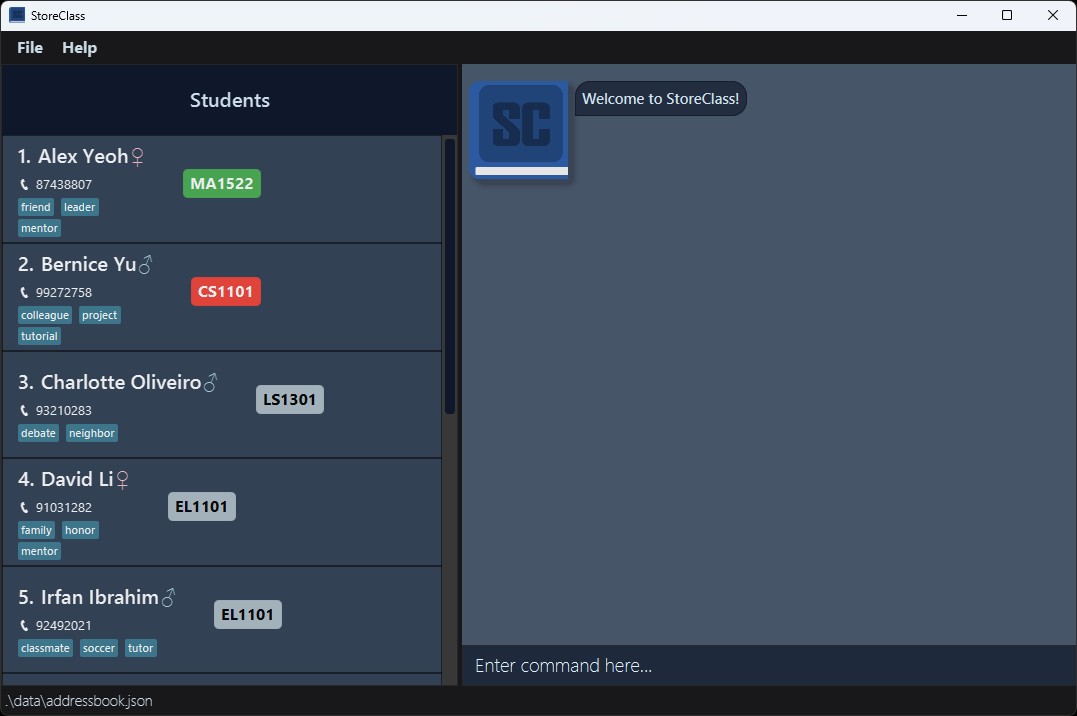 SC StoreClass
File Help
Students
1. Alex Yeoh♀
87438807
MA1522
friend leader
mentor
2. Bernice Yu♂
99272758
CS1101
colleague project
tutorial
3. Charlotte Oliveiro♂
93210283
LS1301
debate neighbor
4. David Li♀
91031282
EL1101
family honor
mentor
5. Irfan Ibrahim♂
92492021
EL1101
classmate soccer tutor
SC
Welcome to StoreClass!
Enter command here...
.\data\addressbook.json